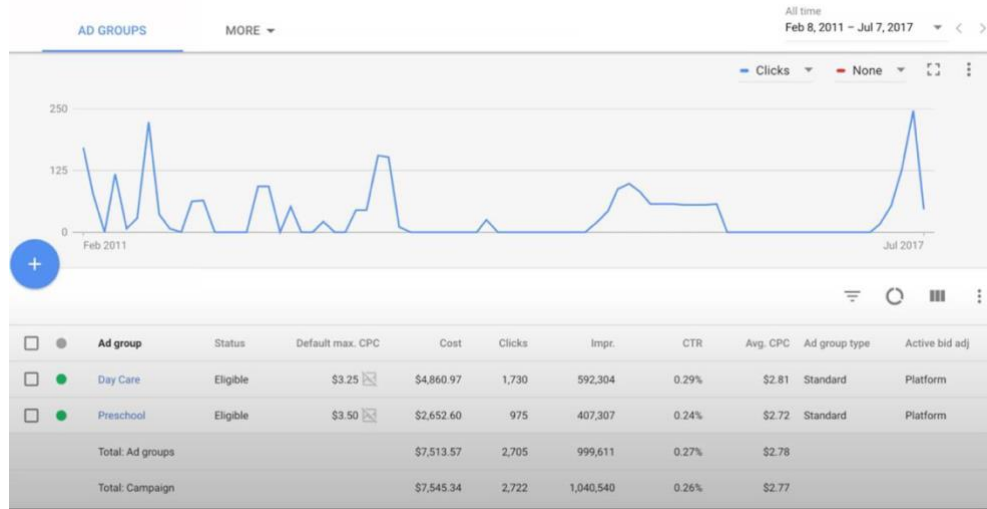 All time
AD GROUPS MORE Feb 8, 2011 – Jul 7, 2017
Clicks None
250
125
0
Feb 2011 Jul 2017
+
Ad group Status Default max. CPC Cost Clicks Impr. CTR Avg. CPC Ad group type Active bid adj
Day Care Eligible $3.25 $4,860.97 1,730 592,304 0.29% $2.81 Standard Platform
Preschool Eligible $3.50 $2,652.60 975 407,307 0.24% $2.72 Standard Platform
Total: Ad groups $7,513.57 2,705 999,611 0.27% $2.78
Total: Campaign $7,545.34 2,722 1,040,540 0.26% $2.77